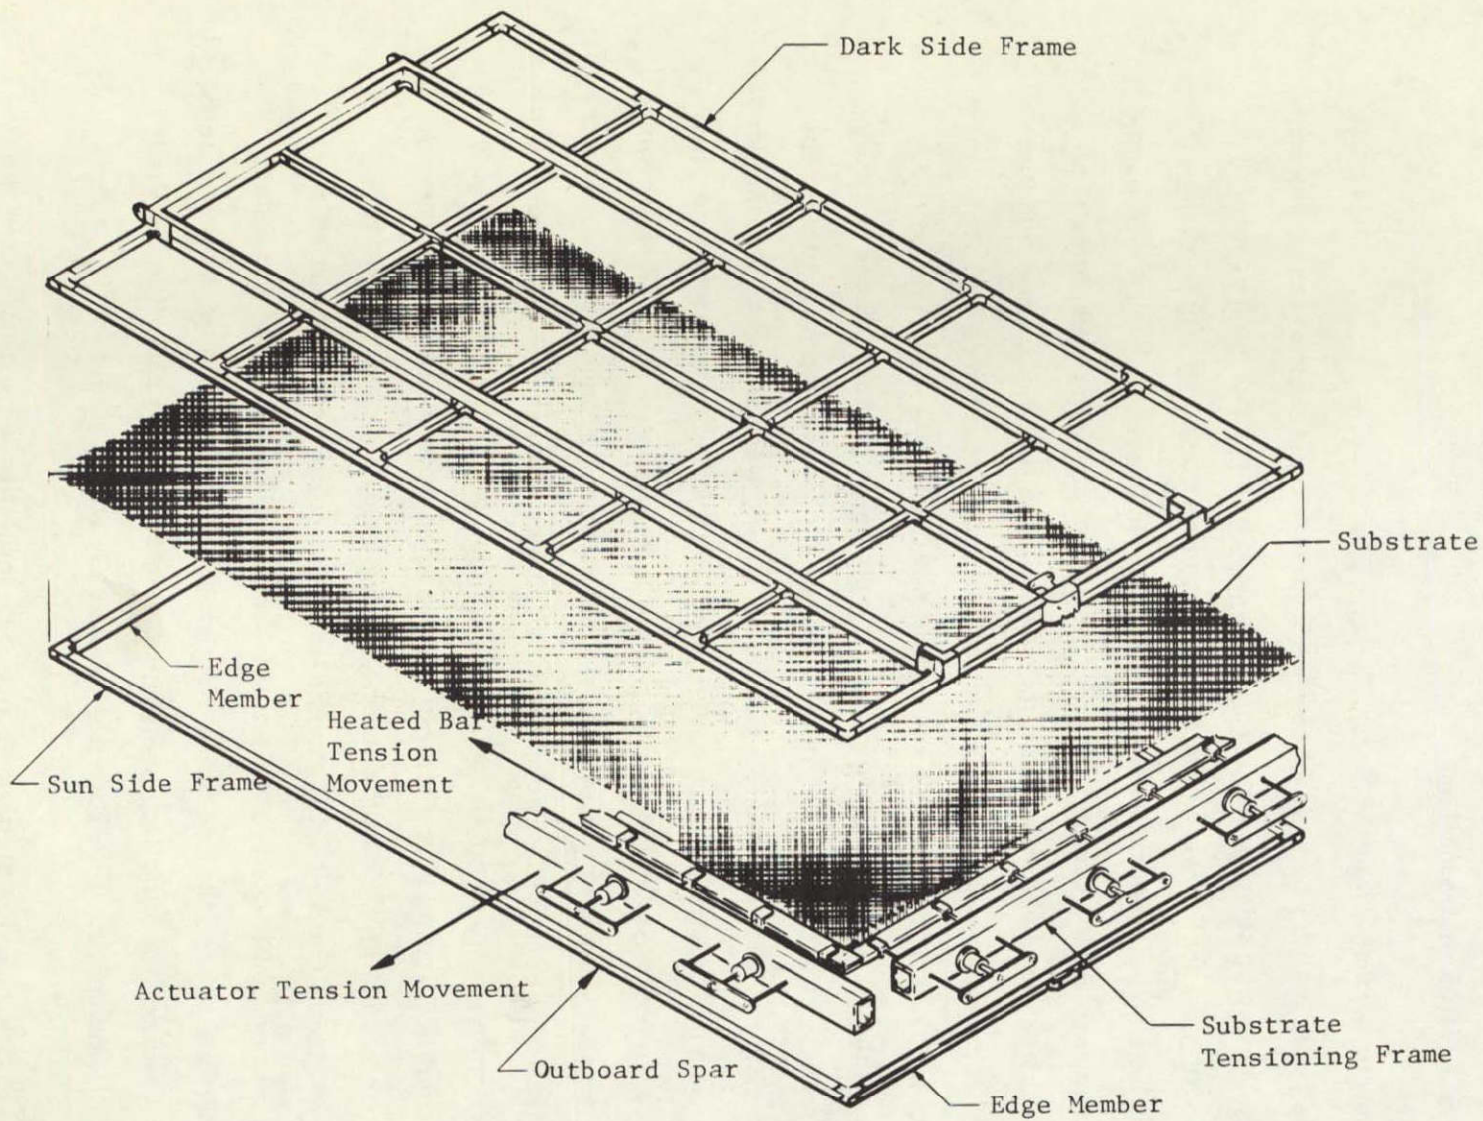 Dark Side Frame
Substrate
Edge
Member
Heated Bar
Tension
Movement
Sun Side Frame
Actuator Tension Movement
Outboard Spar
Substrate
Tensioning Frame
Edge Member